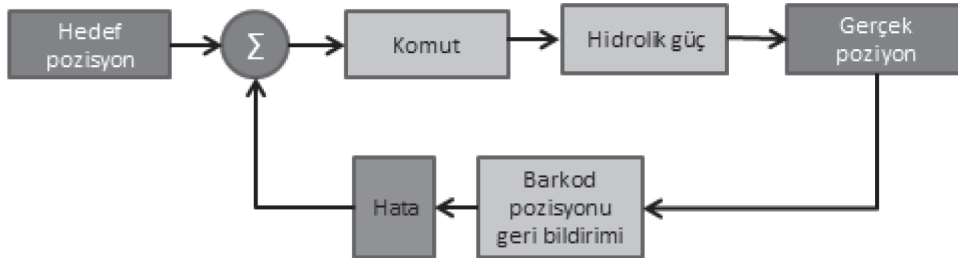 Hedef
pozisyon
Σ
Komut
Hidrolik güç
Gerçek
poziyon
Hata
Barkod
pozisyonu
geri bildirimi